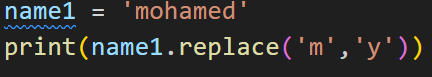 name1 = 'mohamed'
print(name1.replace('m','y'))